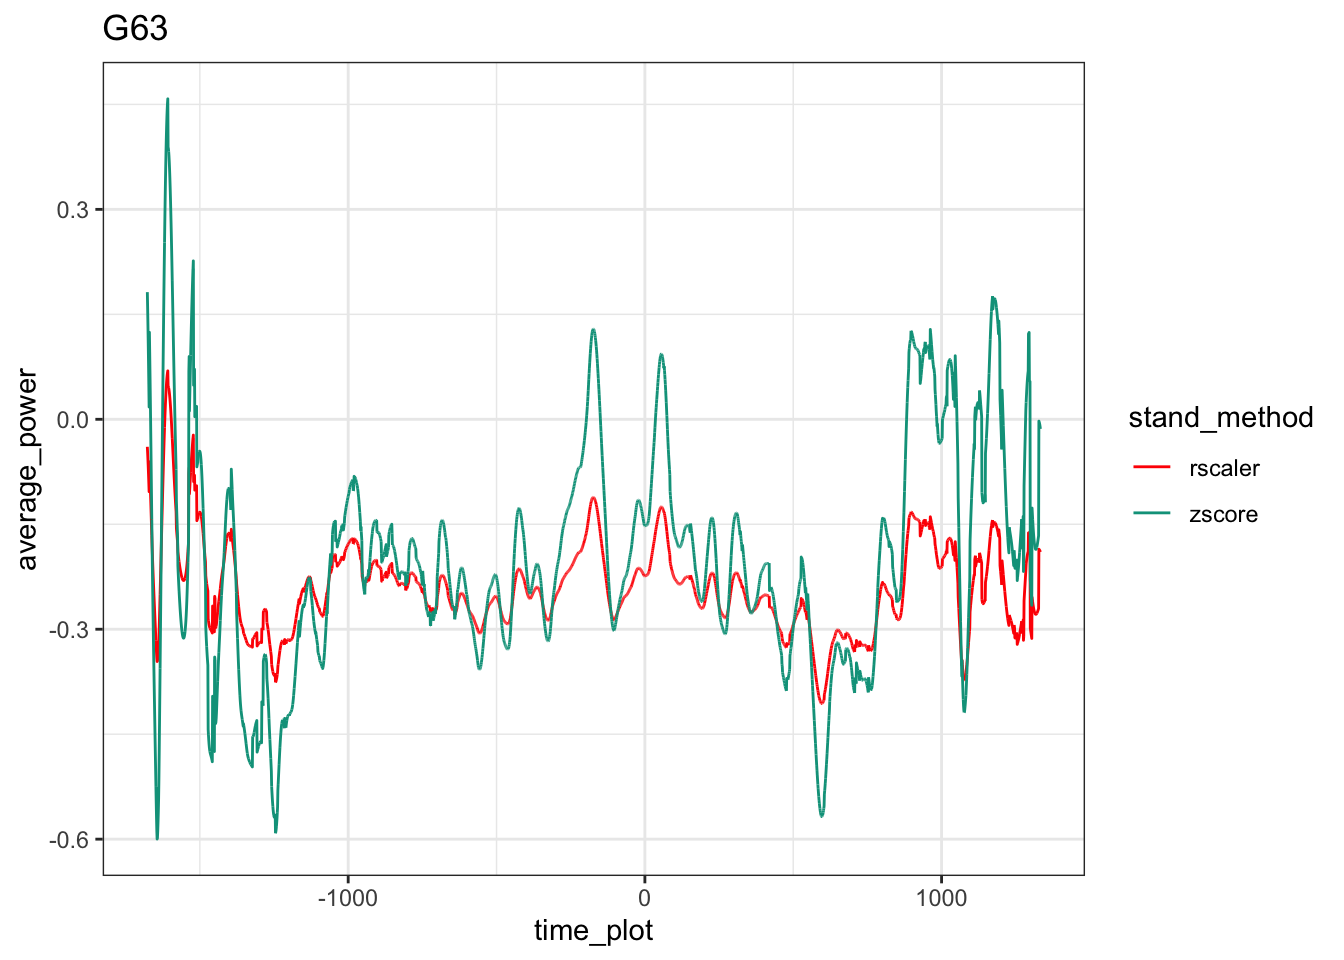 G63
average_power
0.3
0.0
-0.3
-0.6
-1000
0
1000
time_plot
stand_method
rscaler
zscore